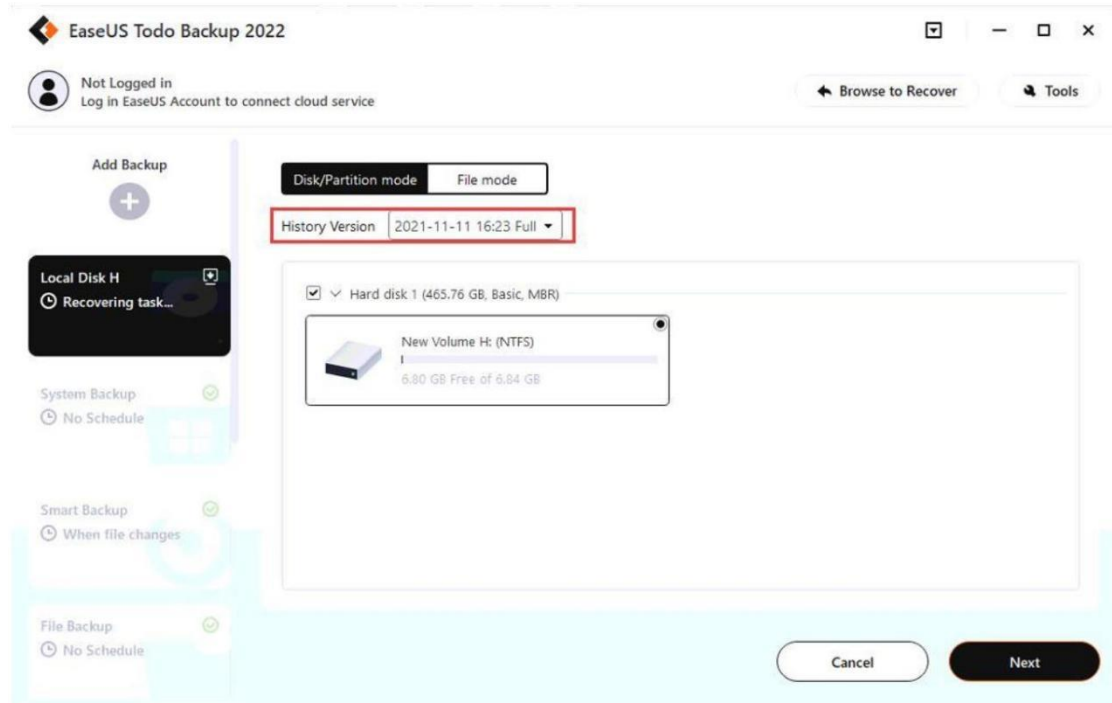 EaseUS Todo Backup 2022
Not Logged in
Log in EaseUS Account to connect cloud service
Browse to Recover
Tools
Add Backup
Disk/Partition mode
File mode
History Version
2021-11-11 16:23 Full
Local Disk H
Recovering task...
Hard disk 1 (465.76 GB, Basic, MBR)
New Volume H: (NTFS)
6.80 GB Free of 6.84 GB
System Backup
No Schedule
Smart Backup
When file changes
File Backup
No Schedule
Cancel
Next